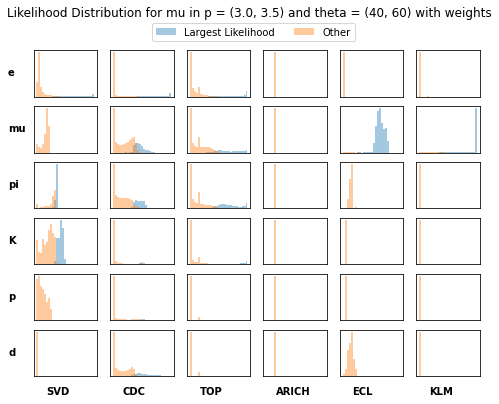 Likelihood Distribution for mu in p = (3.0, 3.5) and theta = (40, 60) with weights
Largest Likelihood Other
e
mu
pi
K
p
d
SVD CDC TOP ARICH ECL KLM